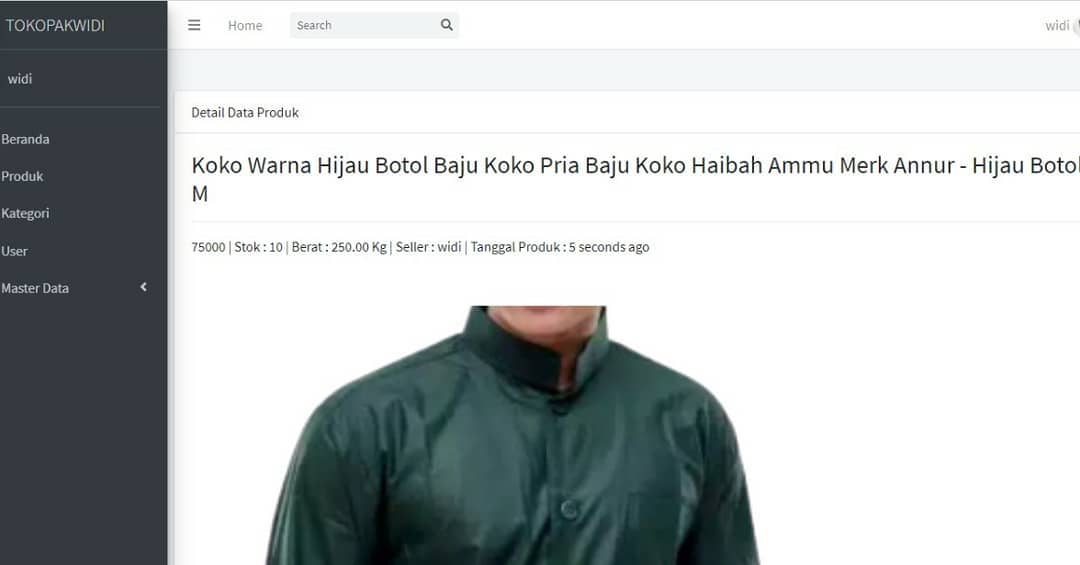 TOKOPAKWIDI
Home
Search
widi
widi
Beranda
Produk
Kategori
User
Master Data
Detail Data Produk
Koko Warna Hijau Botol Baju Koko Pria Baju Koko Haibah Ammu Merk Annur - Hijau Botol
M
75000 | Stok : 10 | Berat : 250.00 Kg | Seller : widi | Tanggal Produk : 5 seconds ago